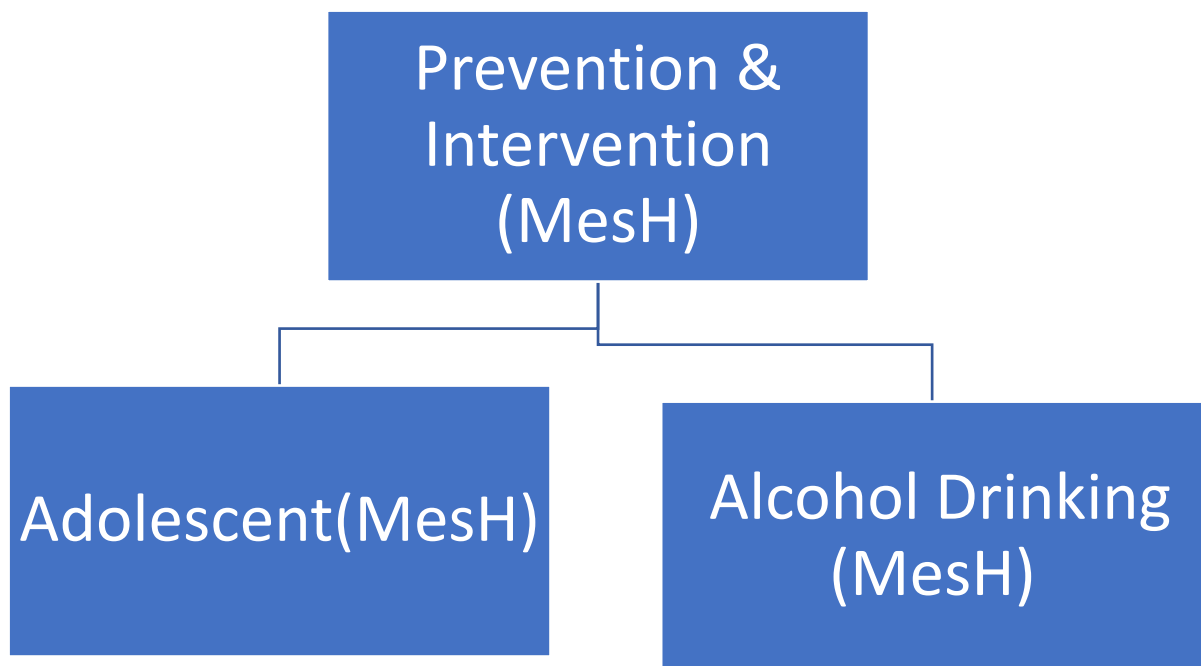 Prevention &
Intervention
(MesH)
Adolescent(MesH)
Alcohol Drinking
(MesH)